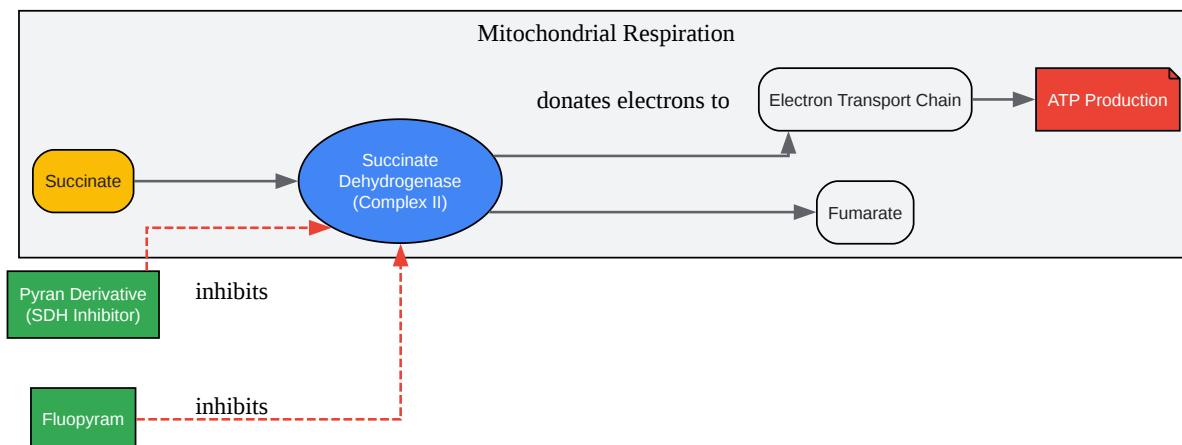 Mitochondrial Respiration
donates electrons to
Electron Transport Chain
ATP Production
Succinate
Succinate
Dehydrogenase
(Complex II)
Fumarate
Pyran Derivative
(SDH Inhibitor)
inhibits
Fluopyram
inhibits